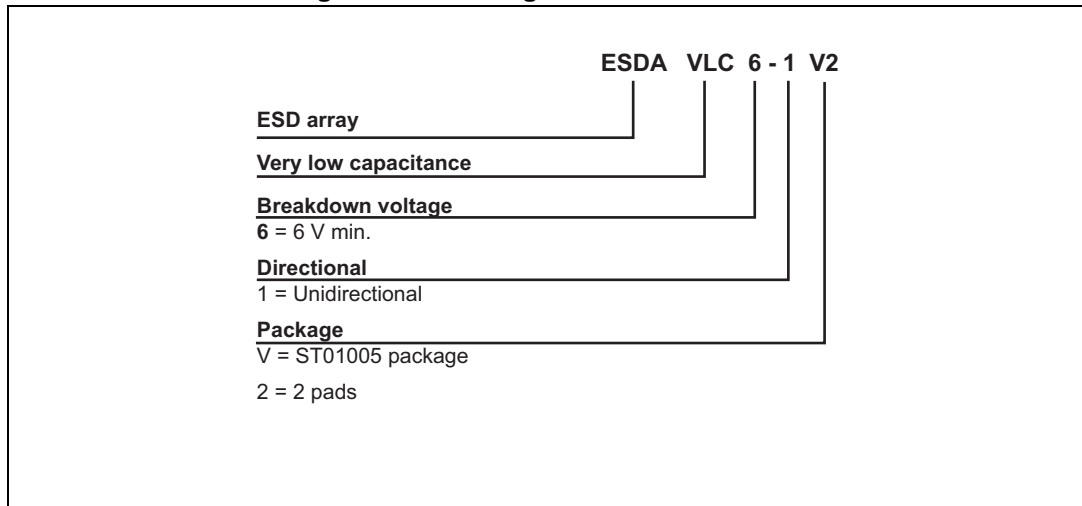 ESDA VLC 6 - 1 V2
ESD array
Very low capacitance
Breakdown voltage
6 = 6 V min.
Directional
1 = Unidirectional
Package
V = ST01005 package
2 = 2 pads